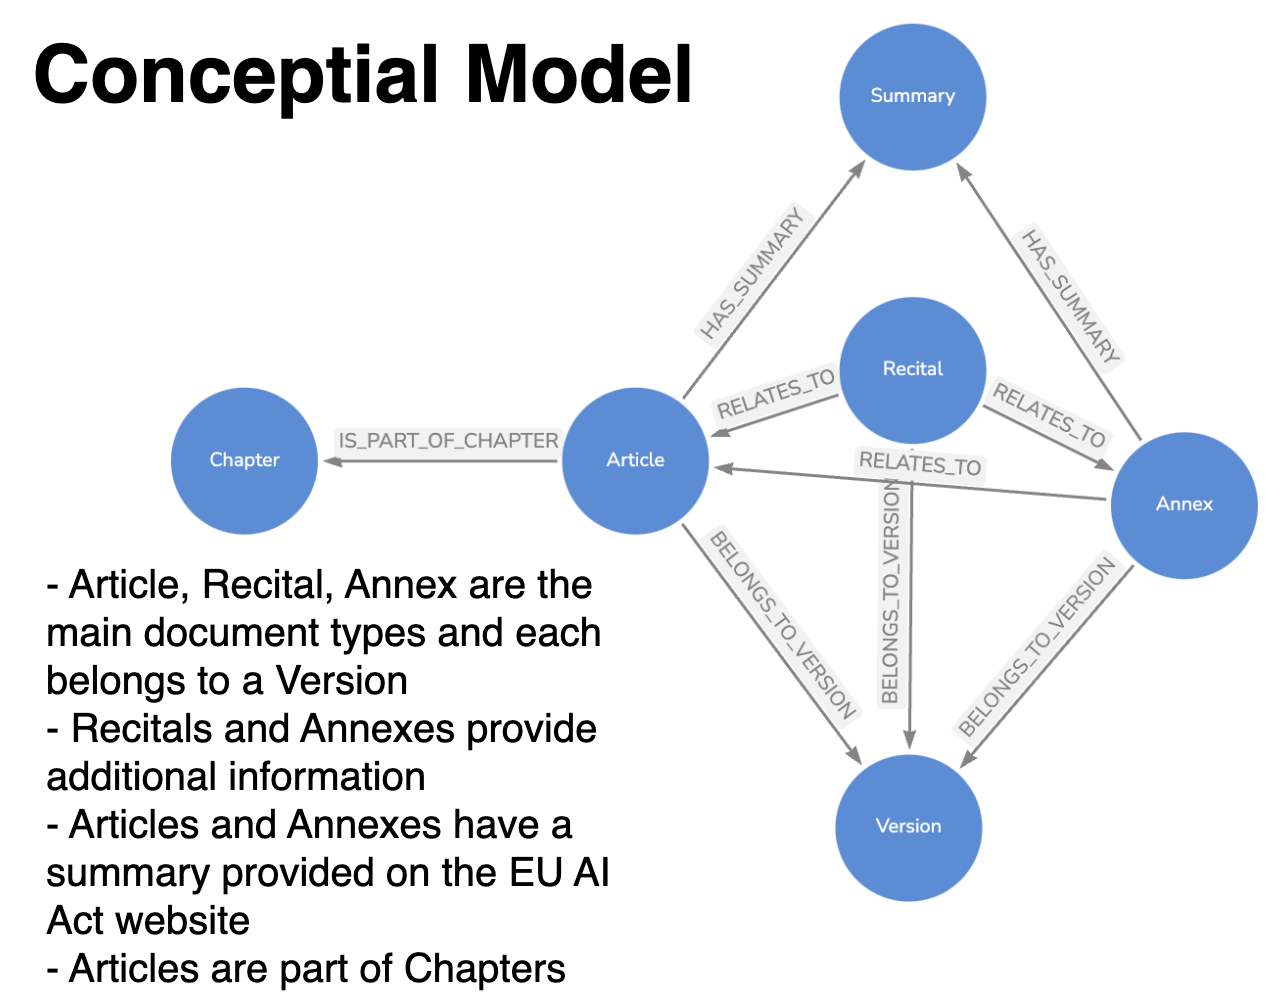 Conceptial Model
Summary
HAS_SUMMARY
HAS_SUMMARY
Recital
RELATES_TO
RELATES_TO
IS_PART_OF_CHAPTER
Chapter
Article
RELATES_TO
Annex
BELONGS_TO_VERSION
BELONGS_TO_VERSION
BELONGS_TO_VERSION
Version
- Article, Recital, Annex are the
main document types and each
belongs to a Version
- Recitals and Annexes provide
additional information
- Articles and Annexes have a
summary provided on the EU AI
Act website
- Articles are part of Chapters